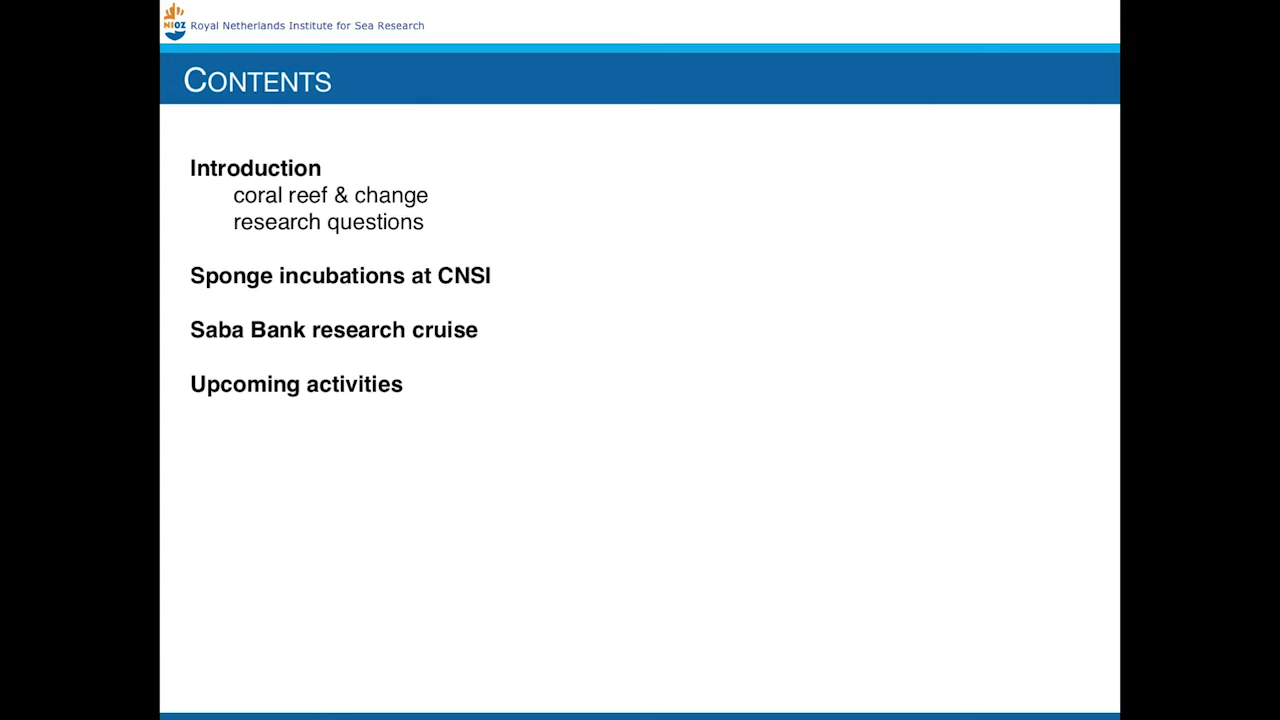 NIOZ
Royal Netherlands Institute for Sea Research
CONTENTS
Introduction
coral reef & change
research questions
Sponge incubations at CNSI
Saba Bank research cruise
Upcoming activities